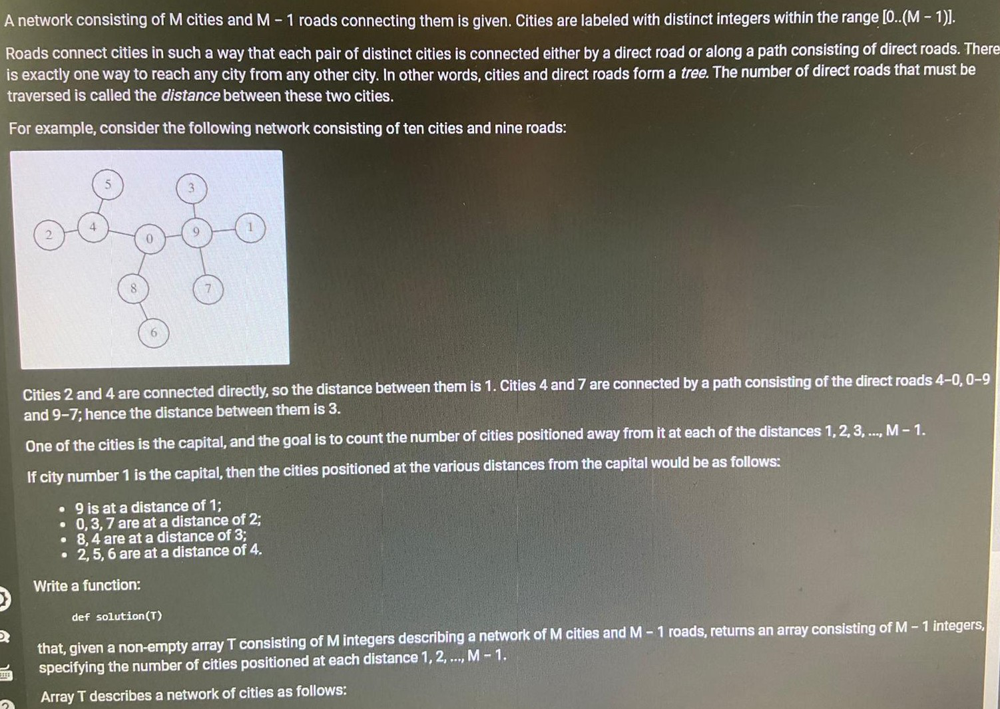 A network consisting of M cities and M – 1 roads connecting them is given. Cities are labeled with distinct integers within the range [0..(M – 1)].
Roads connect cities in such a way that each pair of distinct cities is connected either by a direct road or along a path consisting of direct roads. There
is exactly one way to reach any city from any other city. In other words, cities and direct roads form a tree. The number of direct roads that must be
traversed is called the distance between these two cities.
For example, consider the following network consisting of ten cities and nine roads:
5
3
2
4
0
9
1
8
7
6
Cities 2 and 4 are connected directly, so the distance between them is 1. Cities 4 and 7 are connected by a path consisting of the direct roads 4–0, 0–9
and 9–7; hence the distance between them is 3.
One of the cities is the capital, and the goal is to count the number of cities positioned away from it at each of the distances 1, 2, 3, ..., M – 1.
If city number 1 is the capital, then the cities positioned at the various distances from the capital would be as follows:
• 9 is at a distance of 1;
• 0, 3, 7 are at a distance of 2;
• 8, 4 are at a distance of 3;
• 2, 5, 6 are at a distance of 4.
Write a function:
def solution(T)
that, given a non-empty array T consisting of M integers describing a network of M cities and M – 1 roads, returns an array consisting of M – 1 integers,
specifying the number of cities positioned at each distance 1, 2, ..., M – 1.
Array T describes a network of cities as follows: